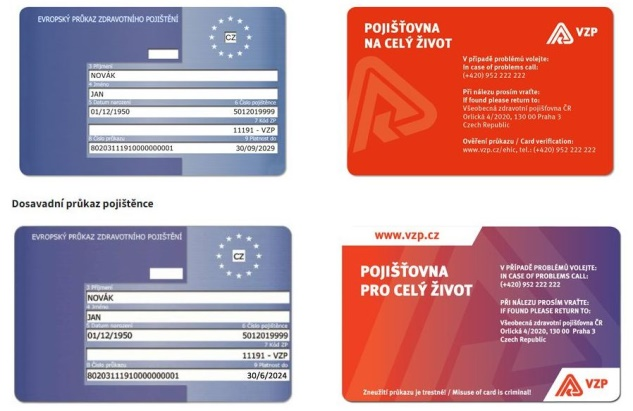 EVROPSKÝ PRŮKAZ ZDRAVOTNÍHO POJIŠTĚNÍ
CZ
3 Příjmení
NOVÁK
4 Jméno
JAN
5 Datum narození 6 Číslo pojištěnce
01/12/1950 5012019999
7 Kód ZP
11191 - VZP
8 Číslo průkazu 9 Platnost do
80203111910000000001 30/09/2029
POJIŠŤOVNA
NA CELÝ ŽIVOT
VZP
V případě problémů volejte:
In case of problems call:
(+420) 952 222 222
Při nálezu prosím vraťte:
If found please return to:
Všeobecná zdravotní pojišťovna ČR
Orlická 4/2020, 130 00 Praha 3
Czech Republic
Ověření průkazu / Card verification:
www.vzp.cz/ehic, tel.: (+420) 952 222 222
Dosavadní průkaz pojištěnce
EVROPSKÝ PRŮKAZ ZDRAVOTNÍHO POJIŠTĚNÍ
CZ
3 Příjmení
NOVÁK
4 Jméno
JAN
5 Datum narození 6 Číslo pojištěnce
01/12/1950 5012019999
7 Kód ZP
11191 - VZP
8 Číslo průkazu 9 Platnost do
80203111910000000001 30/6/2024
www.vzp.cz
POJIŠŤOVNA
PRO CELÝ ŽIVOT
V PŘÍPADĚ PROBLÉMŮ VOLEJTE:
IN CASE OF PROBLEMS CALL:
(+420) 952 222 222
PŘI NÁLEZU PROSÍM VRAŤTE:
IF FOUND PLEASE RETURN TO:
Všeobecná zdravotní pojišťovna ČR
Orlická 4/2020, 130 00 Praha 3
Czech Republic
Zneužití průkazu je trestné! / Misuse of card is criminal!
VZP